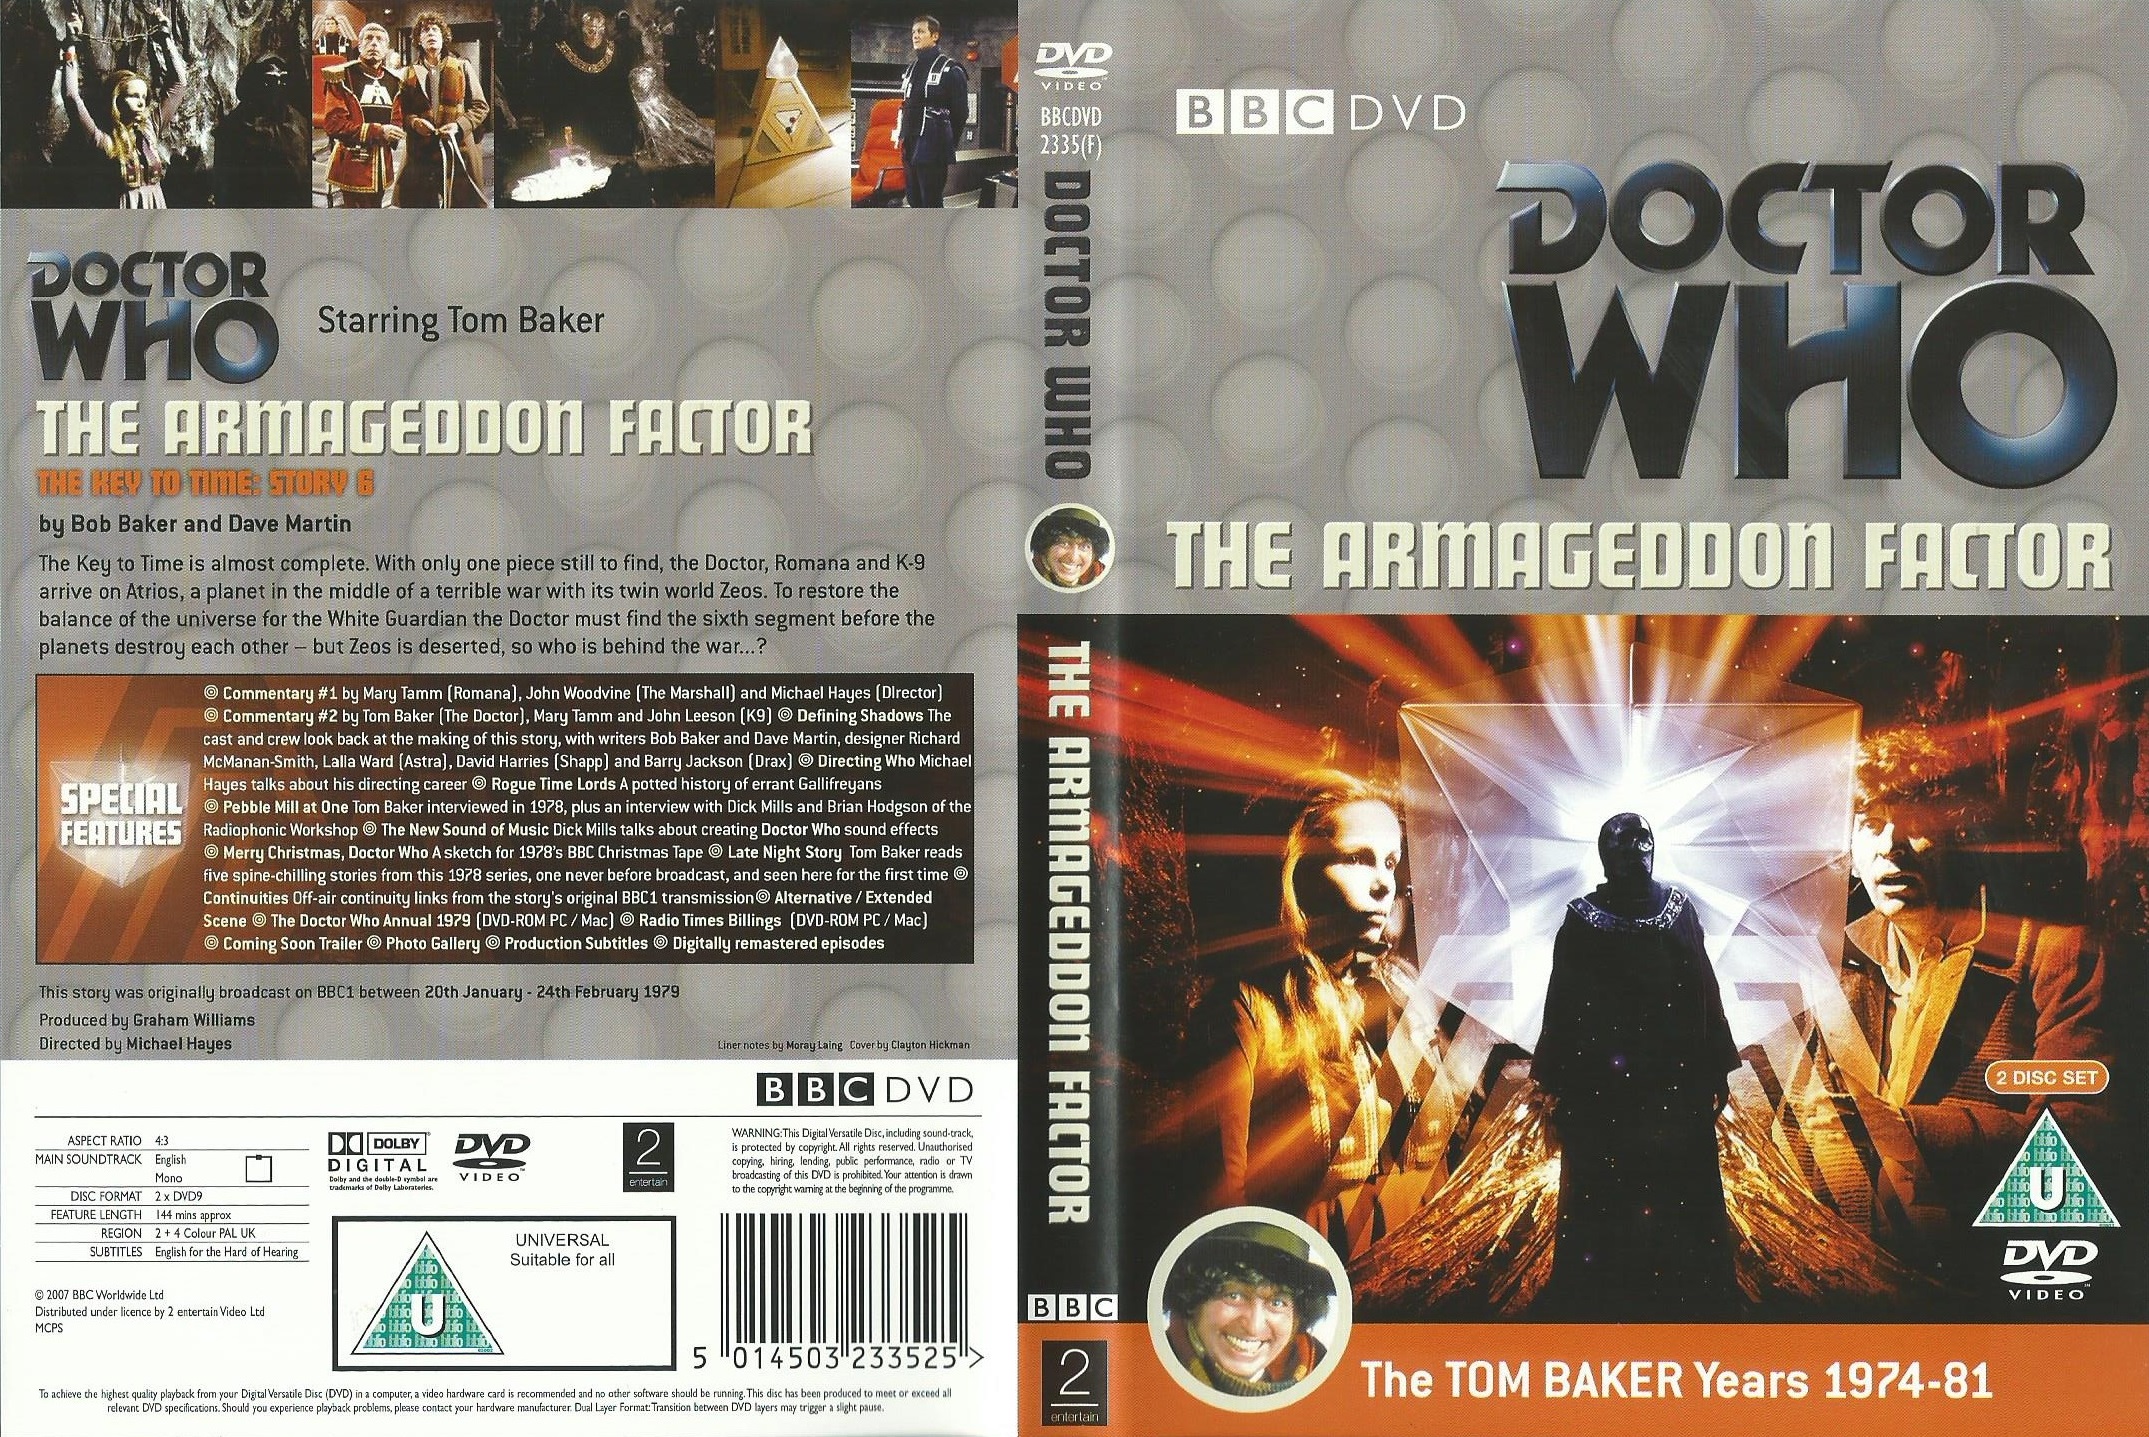 DOCTOR
WHO
Starring Tom Baker
THE ARMAGEDDON FACTOR
THE KEY TO TIME: STORY 6
by Bob Baker and Dave Martin
The Key to Time is almost complete. With only one piece still to find, the Doctor, Romana and K-9
arrive on Atrios, a planet in the middle of a terrible war with its twin world Zeos. To restore the
balance of the universe for the White Guardian the Doctor must find the sixth segment before the
planets destroy each other – but Zeos is deserted, so who is behind the war...?
SPECIAL
FEATURES
◎ Commentary #1 by Mary Tamm (Romana), John Woodvine (The Marshall) and Michael Hayes (DIrector)
◎ Commentary #2 by Tom Baker (The Doctor), Mary Tamm and John Leeson (K9) ◎ Defining Shadows The
cast and crew look back at the making of this story, with writers Bob Baker and Dave Martin, designer Richard
McManan-Smith, Lalla Ward (Astra), David Harries (Shapp) and Barry Jackson (Drax) ◎ Directing Who Michael
Hayes talks about his directing career ◎ Rogue Time Lords A potted history of errant Gallifreyans
◎ Pebble Mill at One Tom Baker interviewed in 1978, plus an interview with Dick Mills and Brian Hodgson of the
Radiophonic Workshop ◎ The New Sound of Music Dick Mills talks about creating Doctor Who sound effects
◎ Merry Christmas, Doctor Who A sketch for 1978's BBC Christmas Tape ◎ Late Night Story Tom Baker reads
five spine-chilling stories from this 1978 series, one never before broadcast, and seen here for the first time ◎
Continuities Off-air continuity links from the story's original BBC1 transmission ◎ Alternative / Extended
Scene ◎ The Doctor Who Annual 1979 (DVD-ROM PC / Mac) ◎ Radio Times Billings (DVD-ROM PC / Mac)
◎ Coming Soon Trailer ◎ Photo Gallery ◎ Production Subtitles ◎ Digitally remastered episodes
This story was originally broadcast on BBC1 between 20th January - 24th February 1979
Produced by Graham Williams
Directed by Michael Hayes
Liner notes by Moray Laing Cover by Clayton Hickman
BBC DVD
ASPECT RATIO 4:3
MAIN SOUNDTRACK English
Mono
DISC FORMAT 2 x DVD9
FEATURE LENGTH 144 mins approx
REGION 2 + 4 Colour PAL UK
SUBTITLES English for the Hard of Hearing
DOLBY
DIGITAL
Dolby and the double-D symbol are
trademarks of Dolby Laboratories.
DVD
VIDEO
2
entertain
WARNING: This Digital Versatile Disc, including sound-track,
is protected by copyright. All rights reserved. Unauthorised
copying, hiring, lending, public performance, radio or TV
broadcasting of this DVD is prohibited. Your attention is drawn
to the copyright warning at the beginning of the programme.
U
UNIVERSAL
Suitable for all
5 014503 233525 >
© 2007 BBC Worldwide Ltd
Distributed under licence by 2 entertain Video Ltd
MCPS
To achieve the highest quality playback from your Digital Versatile Disc (DVD) in a computer, a video hardware card is recommended and no other software should be running. This disc has been produced to meet or exceed all
relevant DVD specifications. Should you experience playback problems, please contact your hardware manufacturer. Dual Layer Format: Transition between DVD layers may trigger a slight pause.
DVD
VIDEO
BBCDVD
2335(F)
DOCTOR WHO
THE ARMAGEDDON FACTOR
BBC
2
entertain
BBC DVD
DOCTOR
WHO
THE ARMAGEDDON FACTOR
2 DISC SET
U
DVD
VIDEO
The TOM BAKER Years 1974-81